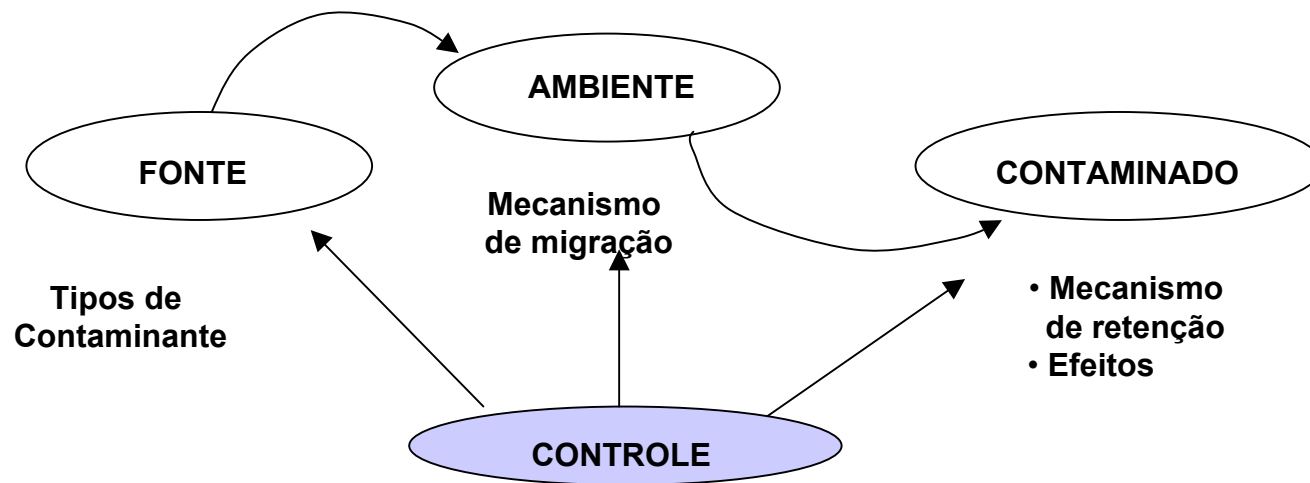 AMBIENTE
FONTE
CONTAMINADO
Mecanismo
de migração
Tipos de
Contaminante
• Mecanismo
de retenção
• Efeitos
CONTROLE